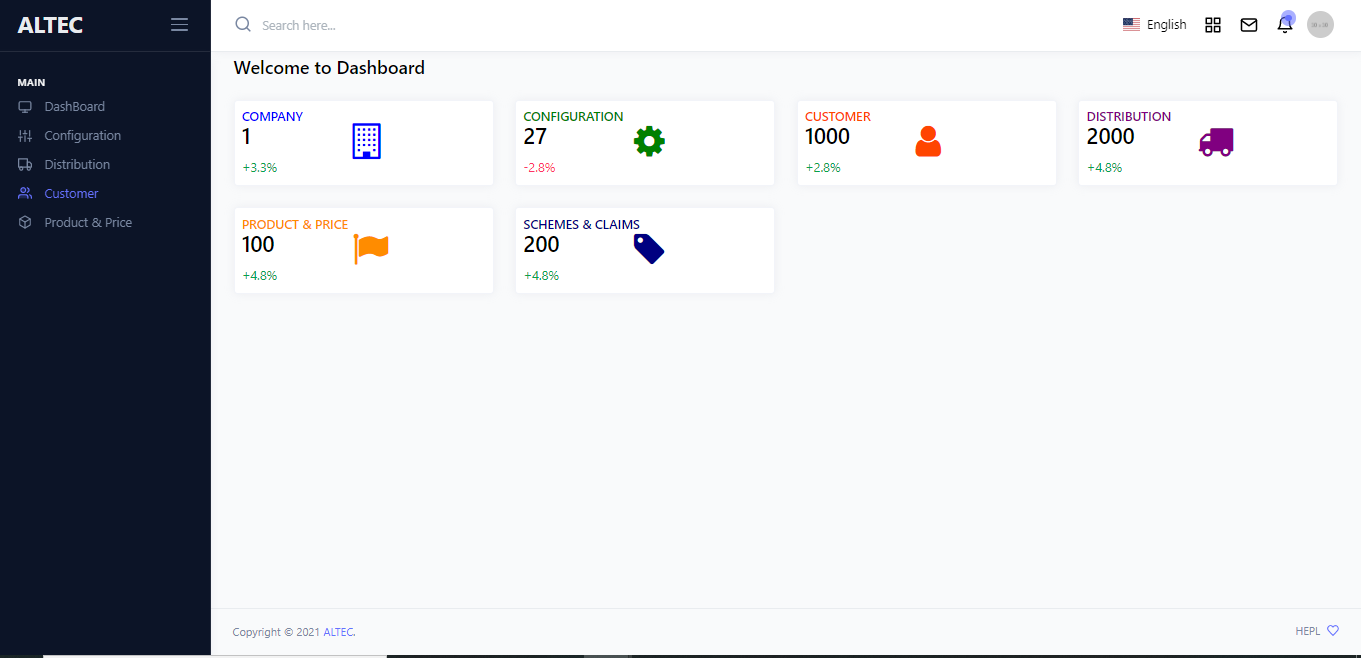 ALTEC
Search here...
English
MAIN
DashBoard
Configuration
Distribution
Customer
Product & Price
Welcome to Dashboard
COMPANY
1
+3.3%
CONFIGURATION
27
-2.8%
CUSTOMER
1000
+2.8%
DISTRIBUTION
2000
+4.8%
PRODUCT & PRICE
100
+4.8%
SCHEMES & CLAIMS
200
+4.8%
Copyright © 2021 ALTEC.
HEPL